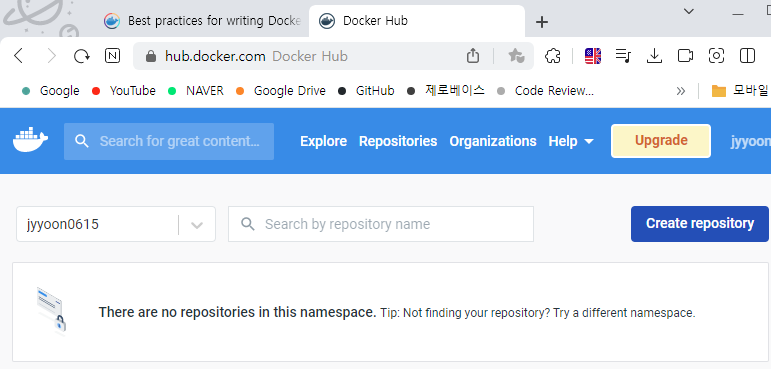 Best practices for writing Docke
Docker Hub
hub.docker.com Docker Hub
Google YouTube NAVER Google Drive GitHub 제로베이스 Code Review... » 모바일
Search for great content... Explore Repositories Organizations Help Upgrade jyyoon
jyyoon0615 Search by repository name Create repository
There are no repositories in this namespace. Tip: Not finding your repository? Try a different namespace.